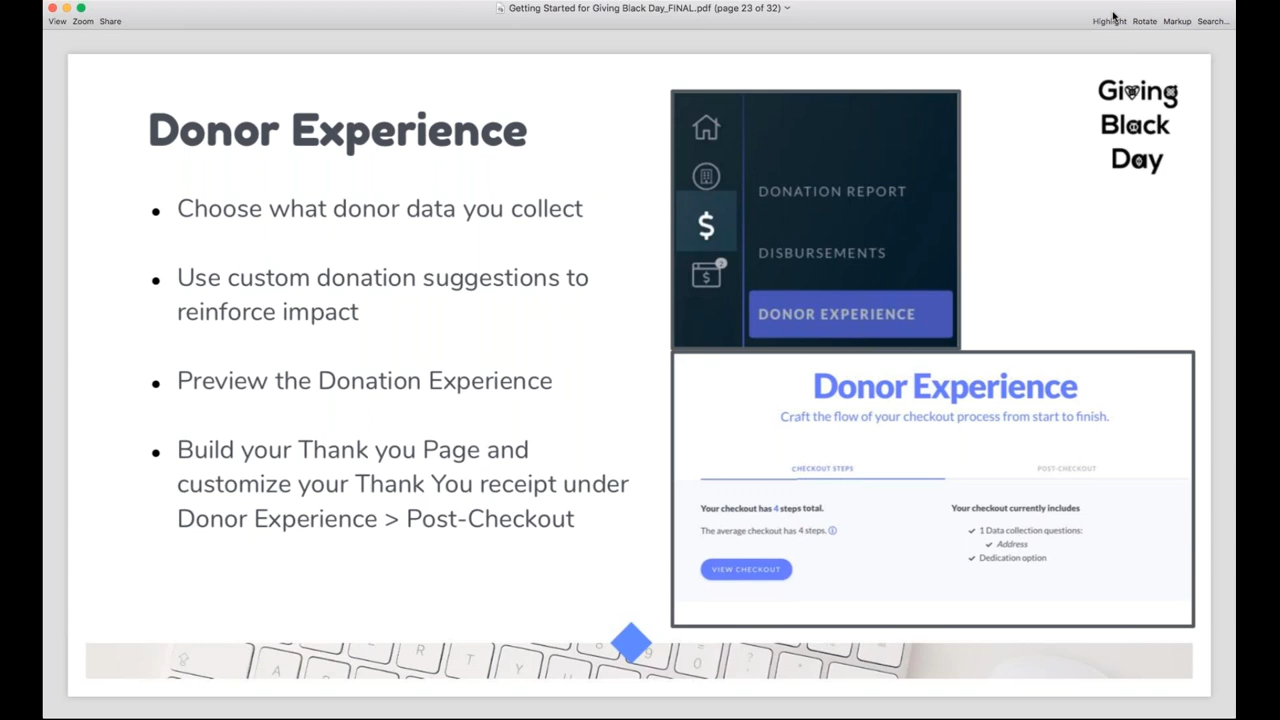 Getting Started for Giving Black Day_FINAL.pdf (page 23 of 32)
View Zoom Share
Highlight Rotate Markup Search...
Giving
Black
Day
Donor Experience
• Choose what donor data you collect
• Use custom donation suggestions to
reinforce impact
• Preview the Donation Experience
• Build your Thank you Page and
customize your Thank You receipt under
Donor Experience > Post-Checkout
$
DONATION REPORT
DISBURSEMENTS
2
$
DONOR EXPERIENCE
Donor Experience
Craft the flow of your checkout process from start to finish.
CHECKOUT STEPS
POST-CHECKOUT
Your checkout has 4 steps total.
The average checkout has 4 steps.
VIEW CHECKOUT
Your checkout currently includes
1 Data collection questions:
Address
Dedication option
R T Y 9 0 ?
A